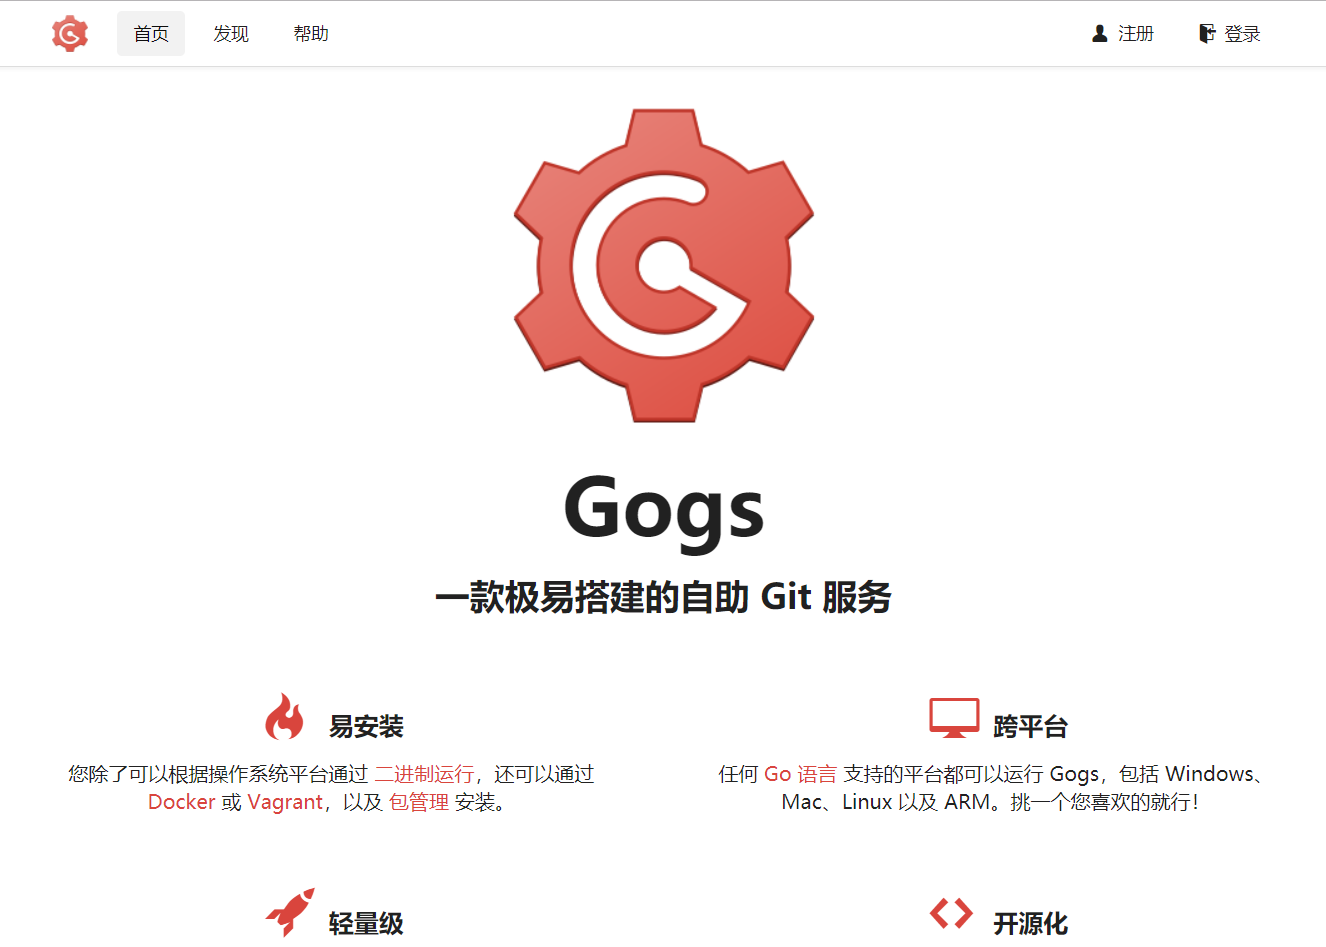 首页 发现 帮助 注册 登录
Gogs
一款极易搭建的自助 Git 服务
易安装
您除了可以根据操作系统平台通过 二进制运行，还可以通过
Docker 或 Vagrant，以及 包管理 安装。
跨平台
任何 Go 语言 支持的平台都可以运行 Gogs，包括 Windows、
Mac、Linux 以及 ARM。挑一个您喜欢的就行！
轻量级
开源化